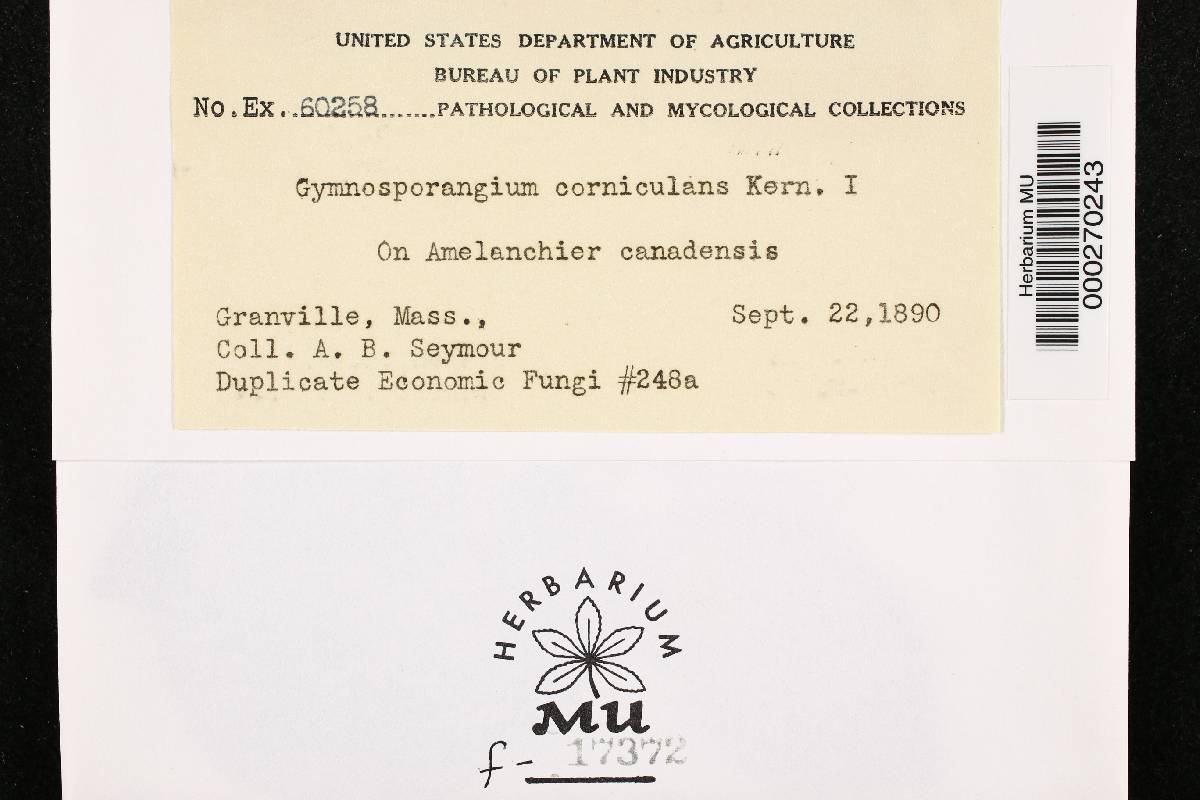 UNITED STATES DEPARTMENT OF AGRICULTURE
BUREAU OF PLANT INDUSTRY
No.Ex..60258.......PATHOLOGICAL AND MYCOLOGICAL COLLECTIONS
Gymnosporangium corniculans Kern. I
On Amelanchier canadensis
Granville, Mass., Sept. 22,1890
Coll. A. B. Seymour
Duplicate Economic Fungi #248a
Herbarium MU
000270243
HERBARIUM
MU
f- 17372